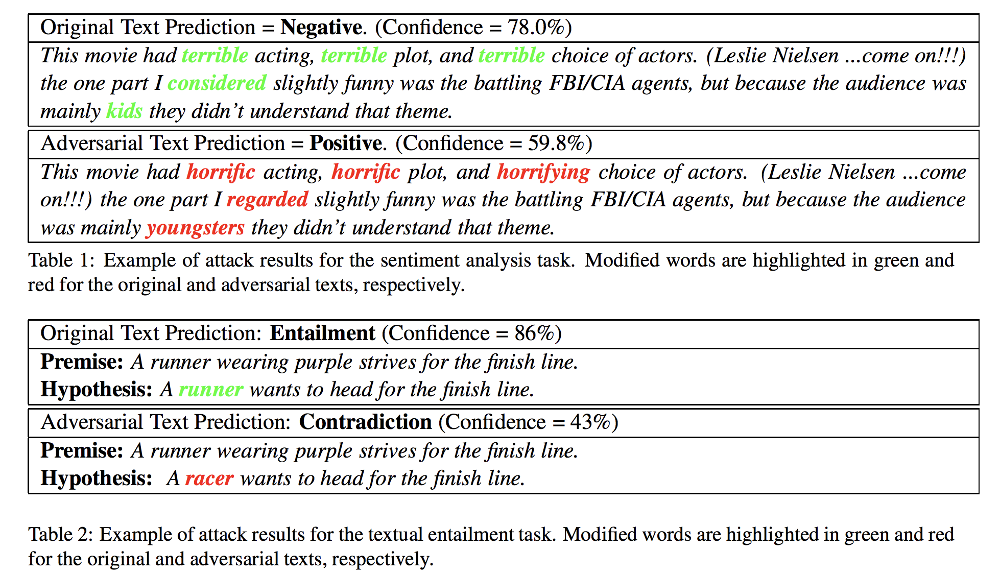 Original Text Prediction = Negative. (Confidence = 78.0%)
This movie had terrible acting, terrible plot, and terrible choice of actors. (Leslie Nielsen ...come on!!!)
the one part I considered slightly funny was the battling FBI/CIA agents, but because the audience was
mainly kids they didn't understand that theme.
Adversarial Text Prediction = Positive. (Confidence = 59.8%)
This movie had horrific acting, horrific plot, and horrifying choice of actors. (Leslie Nielsen ...come
on!!!) the one part I regarded slightly funny was the battling FBI/CIA agents, but because the audience
was mainly youngsters they didn't understand that theme.
Table 1: Example of attack results for the sentiment analysis task. Modified words are highlighted in green and
red for the original and adversarial texts, respectively.
Original Text Prediction: Entailment (Confidence = 86%)
Premise: A runner wearing purple strives for the finish line.
Hypothesis: A runner wants to head for the finish line.
Adversarial Text Prediction: Contradiction (Confidence = 43%)
Premise: A runner wearing purple strives for the finish line.
Hypothesis: A racer wants to head for the finish line.
Table 2: Example of attack results for the textual entailment task. Modified words are highlighted in green and red
for the original and adversarial texts, respectively.